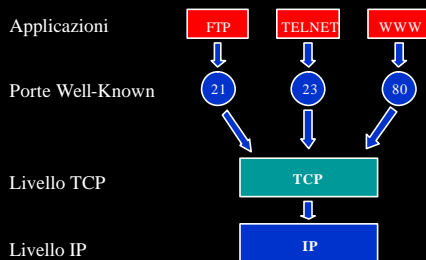 Applicazioni
FTP
TELNET
WWW
Porte Well-Known
21
23
80
Livello TCP
TCP
Livello IP
IP